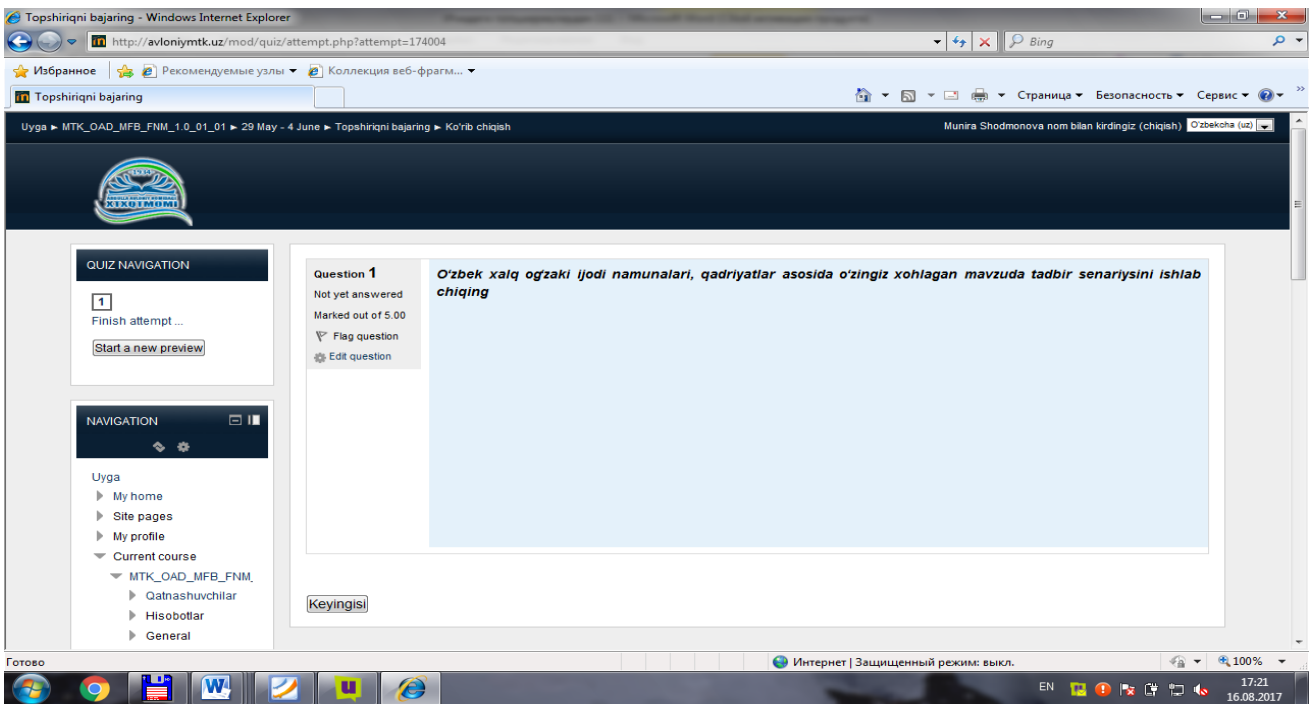 Topshiriqni bajaring - Windows Internet Explorer
http://avloniymtk.uz/mod/quiz/attempt.php?attempt=174004
Bing
Избранное
Рекомендуемые узлы
Коллекция веб-фрагм...
Topshiriqni bajaring
Страница
Безопасность
Сервис
Uyga ► MTK_OAD_MFB_FNM_1.0_01_01 ► 29 May - 4 June ► Topshiriqni bajaring ► Ko'rib chiqish
Munira Shodmonova nom bilan kirdingiz (chiqish)
O'zbekcha (uz)
1934
XTXQTMOMI
QUIZ NAVIGATION
1
Finish attempt ...
Start a new preview
Question 1
Not yet answered
Marked out of 5.00
Flag question
Edit question
O'zbek xalq og'zaki ijodi namunalari, qadriyatlar asosida o'zingiz xohlagan mavzuda tadbir senariysini ishlab
chiqing
NAVIGATION
Uyga
My home
Site pages
My profile
Current course
MTK_OAD_MFB_FNM_
Qatnashuvchilar
Hisobotlar
General
Keyingisi
Готово
Интернет | Защищенный режим: выкл.
100%
EN
17:21
16.08.2017